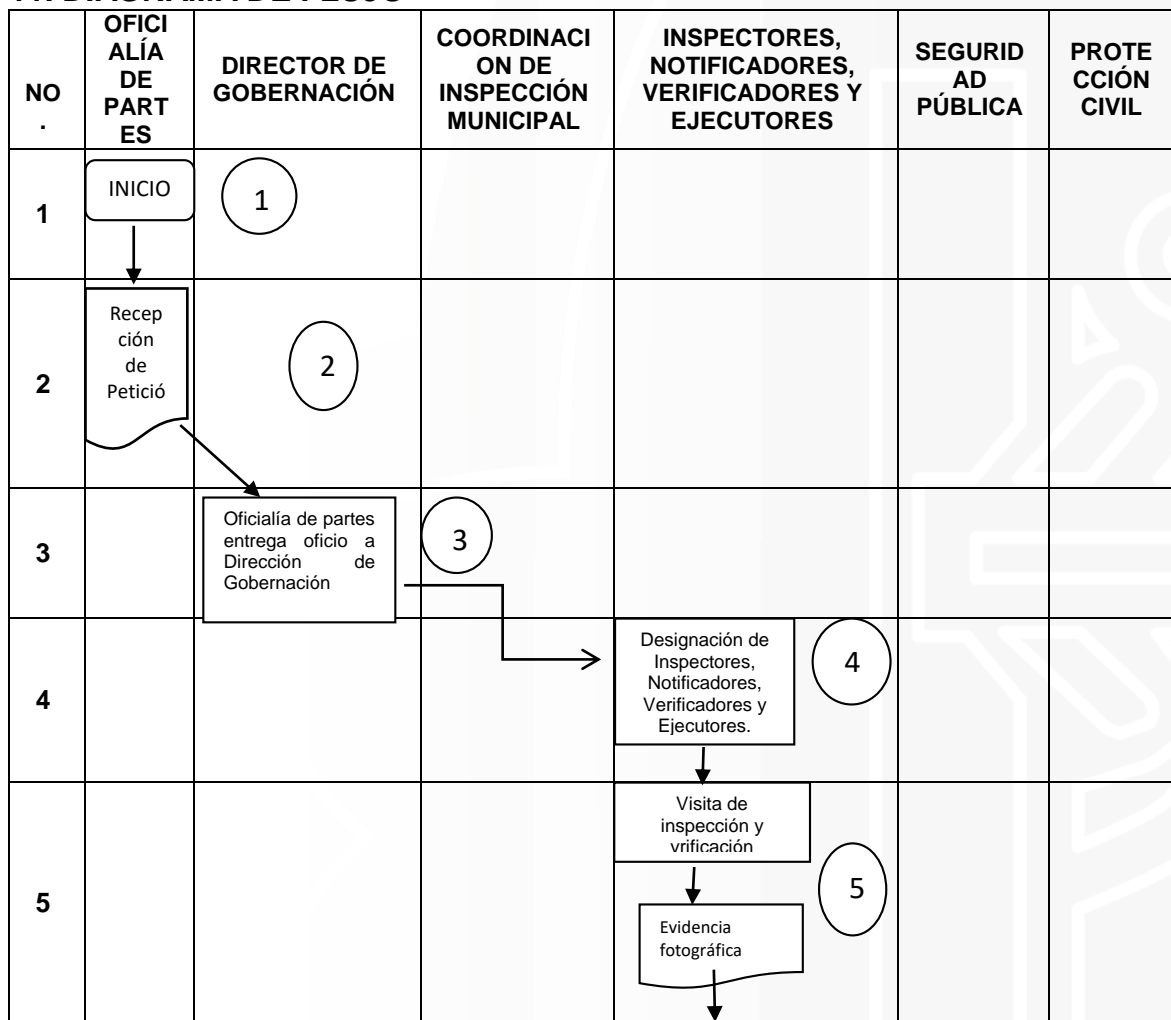 NO
.
OFICI
ALÍA
DE
PART
ES
DIRECTOR DE
GOBERNACIÓN
COORDINACI
ON DE
INSPECCIÓN
MUNICIPAL
INSPECTORES,
NOTIFICADORES,
VERIFICADORES Y
EJECUTORES
SEGURID
AD
PÚBLICA
PROTE
CCIÓN
CIVIL
1
INICIO
1
2
Recep
ción
de
Petició
2
3
Oficialía de partes
entrega oficio a
Dirección de
Gobernación
3
4
Designación de
Inspectores,
Notificadores,
Verificadores y
Ejecutores.
4
5
Visita de
inspección y
vrificación
5
Evidencia
fotográfica